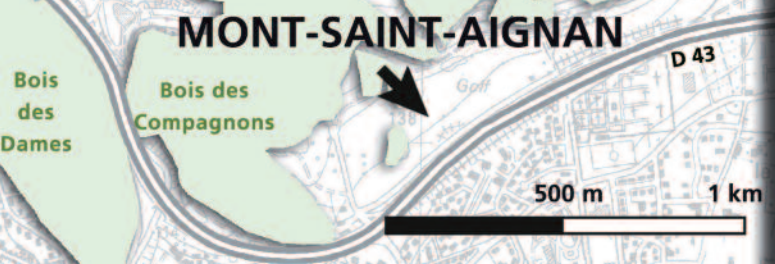 MONT-SAINT-AIGNAN
D 43
Golf
Bois
des
Dames
Bois des
Compagnons
138
500 m
1 km